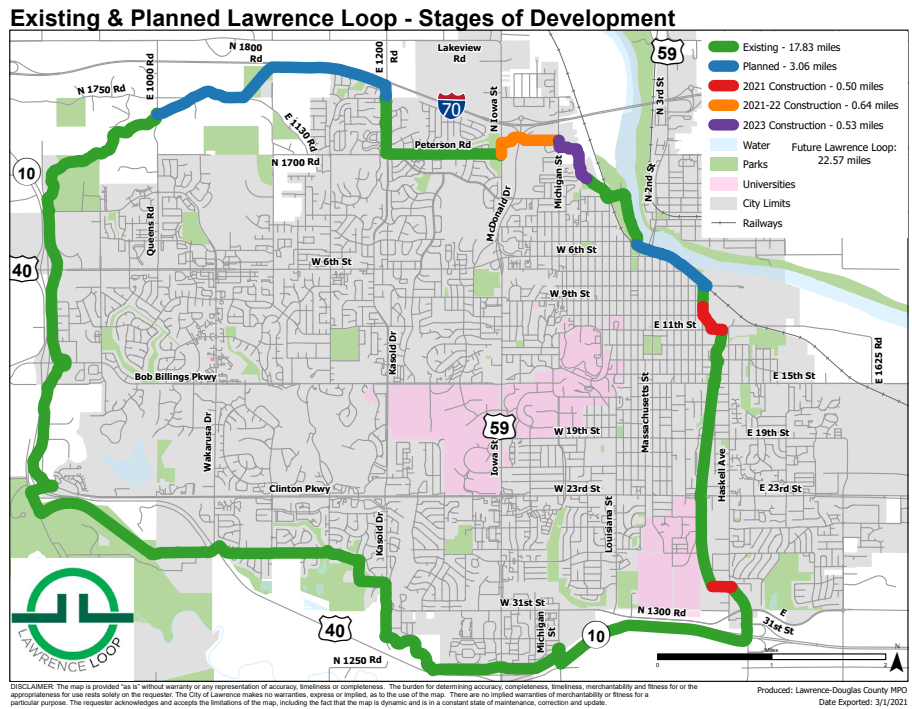 Existing & Planned Lawrence Loop - Stages of Development
N 1800
Rd
E 1200
Rd
Lakeview
Rd
59
E 1000 Rd
N 1750 Rd
E 1130 Rd
70
N Iowa St
N 3rd St
Existing - 17.83 miles
Planned - 3.06 miles
2021 Construction - 0.50 miles
2021-22 Construction - 0.64 miles
2023 Construction - 0.53 miles
Water
Future Lawrence Loop:
22.57 miles
Parks
Universities
City Limits
Railways
Peterson Rd
N 1700 Rd
10
Michigan St
N 2nd St
McDonald Dr
Queens Rd
W 6th St
W 6th St
40
W 9th St
E 11th St
Kasold Dr
E 1625 Rd
Bob Billings Pkwy
E 15th St
Massachusetts St
Wakarusa Dr
59
W 19th St
E 19th St
Iowa St
Haskell Ave
Clinton Pkwy
W 23rd St
E 23rd St
Kasold Dr
Louisiana St
W 31st St
N 1300 Rd
E
31st St
Michigan
St
40
10
N 1250 Rd
LAWRENCE LOOP
N
Miles
0
1
2
DISCLAIMER: The map is provided "as is" without warranty or any representation of accuracy, timeliness or completeness. The burden for determining accuracy, completeness, timeliness, merchantability and fitness for or the
appropriateness for use rests solely on the requester. The City of Lawrence makes no warranties, express or implied, as to the use of the map. There are no implied warranties of merchantability or fitness for a
particular purpose. The requester acknowledges and accepts the limitations of the map, including the fact that the map is dynamic and is in a constant state of maintenance, correction and update.
Produced: Lawrence-Douglas County MPO
Date Exported: 3/1/2021